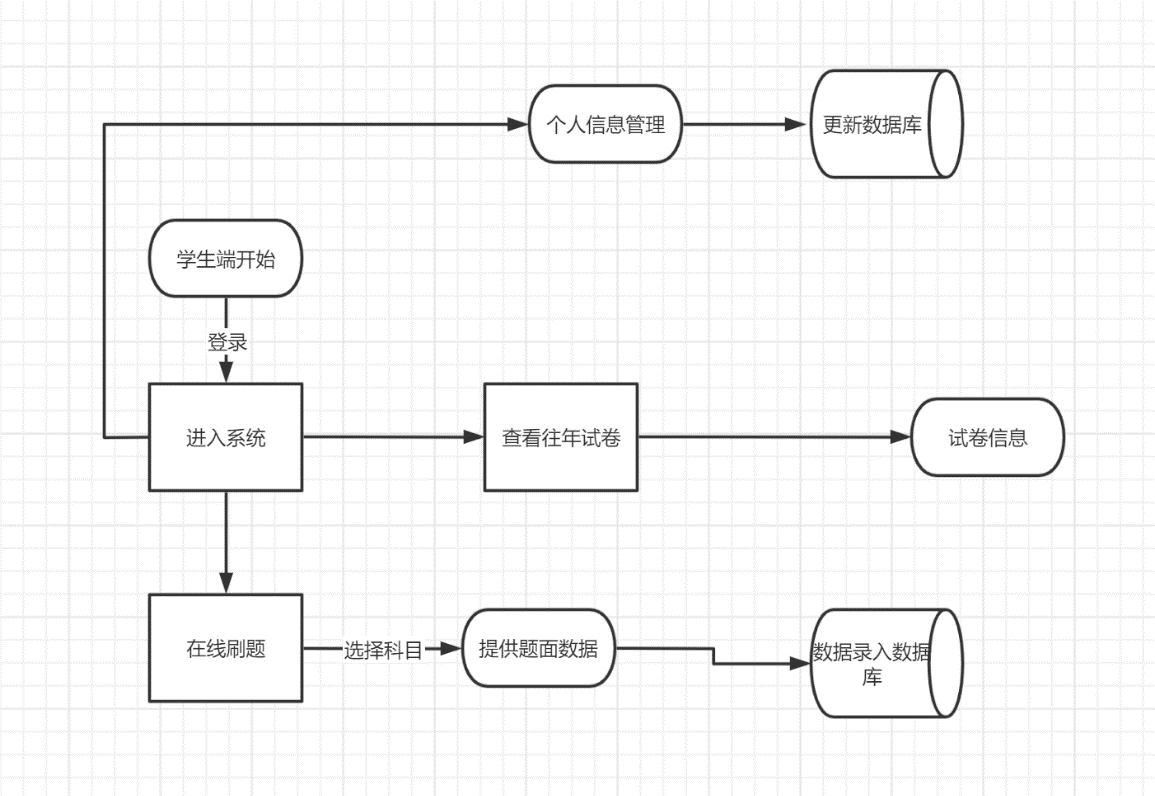 个人信息管理
更新数据库
学生端开始
登录
进入系统
查看往年试卷
试卷信息
在线刷题
选择科目
提供题面数据
数据录入数据
库